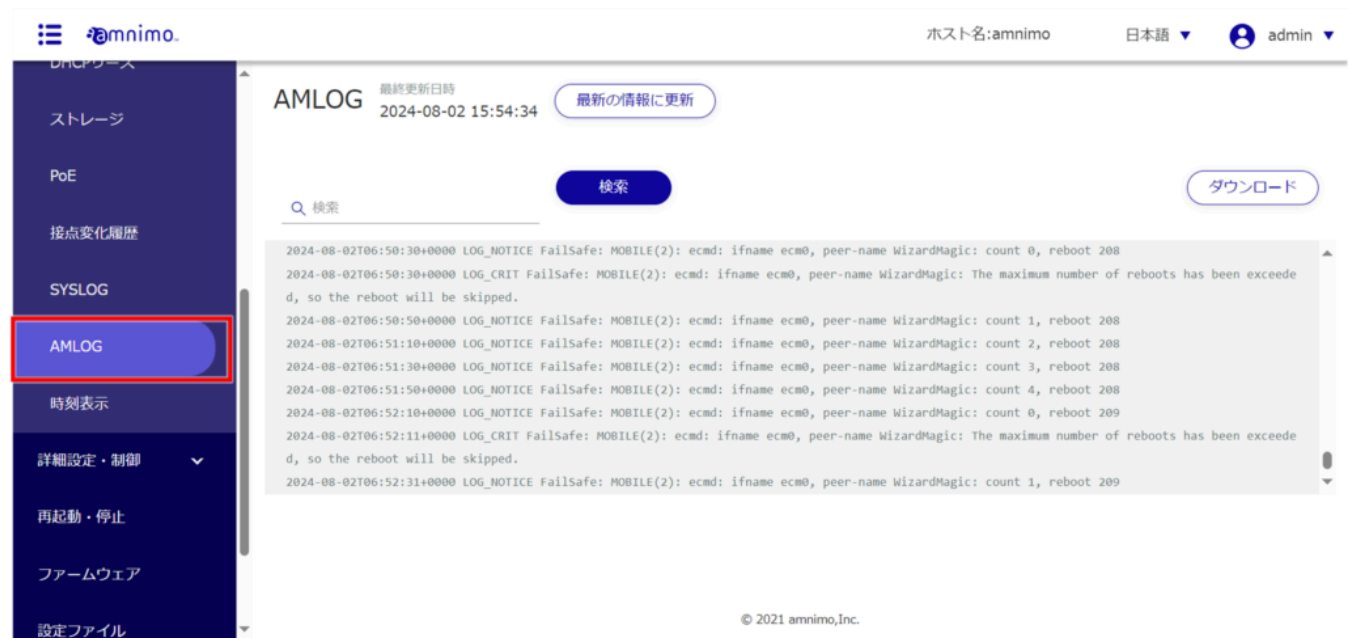 amnimo
ホスト名:amnimo
日本語 ▼
admin ▼
DHCPリース
ストレージ
PoE
接点変化履歴
SYSLOG
AMLOG
時刻表示
詳細設定・制御
再起動・停止
ファームウェア
設定ファイル
AMLOG
最終更新日時
2024-08-02 15:54:34
最新の情報に更新
検索
検索
ダウンロード
2024-08-02T06:50:30+0000 LOG_NOTICE FailSafe: MOBILE(2): ecmd: ifname ecm0, peer-name WizardMagic: count 0, reboot 208
2024-08-02T06:50:30+0000 LOG_CRIT FailSafe: MOBILE(2): ecmd: ifname ecm0, peer-name WizardMagic: The maximum number of reboots has been exceede
d, so the reboot will be skipped.
2024-08-02T06:50:50+0000 LOG_NOTICE FailSafe: MOBILE(2): ecmd: ifname ecm0, peer-name WizardMagic: count 1, reboot 208
2024-08-02T06:51:10+0000 LOG_NOTICE FailSafe: MOBILE(2): ecmd: ifname ecm0, peer-name WizardMagic: count 2, reboot 208
2024-08-02T06:51:30+0000 LOG_NOTICE FailSafe: MOBILE(2): ecmd: ifname ecm0, peer-name WizardMagic: count 3, reboot 208
2024-08-02T06:51:50+0000 LOG_NOTICE FailSafe: MOBILE(2): ecmd: ifname ecm0, peer-name WizardMagic: count 4, reboot 208
2024-08-02T06:52:10+0000 LOG_NOTICE FailSafe: MOBILE(2): ecmd: ifname ecm0, peer-name WizardMagic: count 0, reboot 209
2024-08-02T06:52:11+0000 LOG_CRIT FailSafe: MOBILE(2): ecmd: ifname ecm0, peer-name WizardMagic: The maximum number of reboots has been exceede
d, so the reboot will be skipped.
2024-08-02T06:52:31+0000 LOG_NOTICE FailSafe: MOBILE(2): ecmd: ifname ecm0, peer-name WizardMagic: count 1, reboot 209
© 2021 amnimo,Inc.